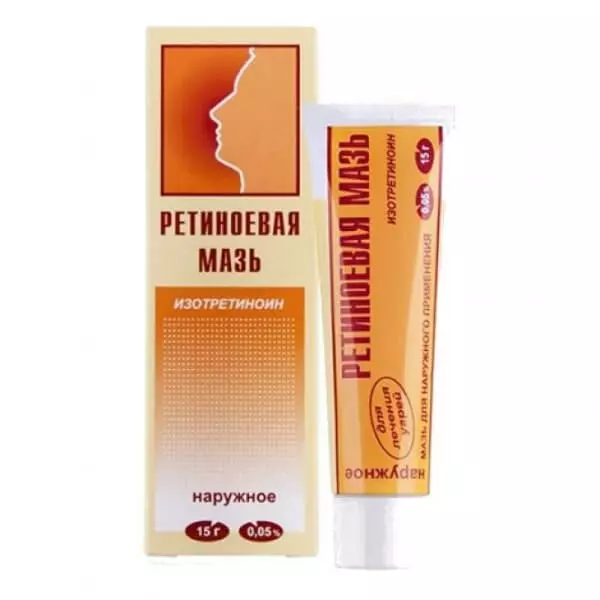 РЕТИНОЕВАЯ
МАЗЬ
ИЗОТРЕТИНОИН
наружное
15 г
0,05%
РЕТИНОЕВАЯ МАЗЬ
ИЗОТРЕТИНОИН
0,05%
15 г
для
лечения
угрей
МАЗЬ ДЛЯ НАРУЖНОГО ПРИМЕНЕНИЯ
наружное